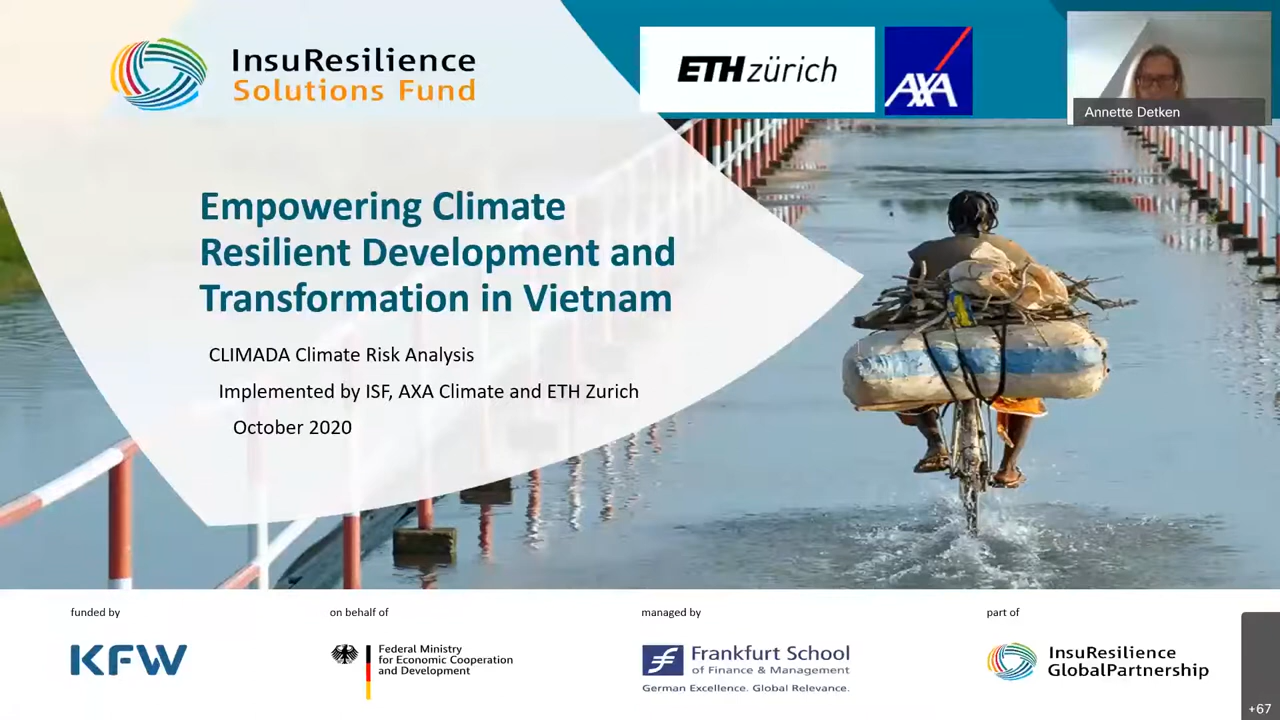 InsuResilience
Solutions Fund
ETH zürich
AXA
Annette Detken
Empowering Climate
Resilient Development and
Transformation in Vietnam
CLIMADA Climate Risk Analysis
Implemented by ISF, AXA Climate and ETH Zurich
October 2020
funded by
KFW
on behalf of
Federal Ministry
for Economic Cooperation
and Development
managed by
Frankfurt School
of Finance & Management
German Excellence. Global Relevance.
part of
InsuResilience
GlobalPartnership
+67